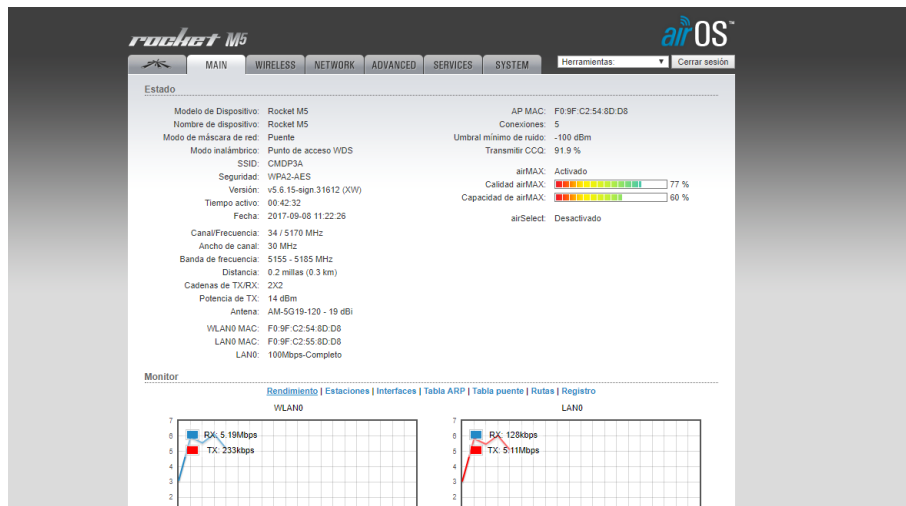 rocket M5
airOS™
MAIN WIRELESS NETWORK ADVANCED SERVICES SYSTEM Herramientas: Cerrar sesión
Estado
Modelo de Dispositivo: Rocket M5
Nombre de dispositivo: Rocket M5
Modo de máscara de red: Puente
Modo inalámbrico: Punto de acceso WDS
SSID: CMDP3A
Seguridad: WPA2-AES
Versión: v5.6.15-sign.31612 (XW)
Tiempo activo: 00:42:32
Fecha: 2017-09-08 11:22:26
Canal/Frecuencia: 34 / 5170 MHz
Ancho de canal: 30 MHz
Banda de frecuencia: 5155 - 5185 MHz
Distancia: 0.2 millas (0.3 km)
Cadenas de TX/RX: 2X2
Potencia de TX: 14 dBm
Antena: AM-5G19-120 - 19 dBi
WLAN0 MAC: F0:9F:C2:54:8D:D8
LAN0 MAC: F0:9F:C2:55:8D:D8
LAN0: 100Mbps-Completo
AP MAC: F0:9F:C2:54:8D:D8
Conexiones: 5
Umbral mínimo de ruido: -100 dBm
Transmitir CCQ: 91.9 %
airMAX: Activado
Calidad airMAX: 77 %
Capacidad de airMAX: 60 %
airSelect: Desactivado
Monitor
Rendimiento | Estaciones | Interfaces | Tabla ARP | Tabla puente | Rutas | Registro
WLAN0
7
6
5
4
3
2
RX: 5.19Mbps
TX: 233kbps
LAN0
7
6
5
4
3
2
RX: 128kbps
TX: 5.11Mbps